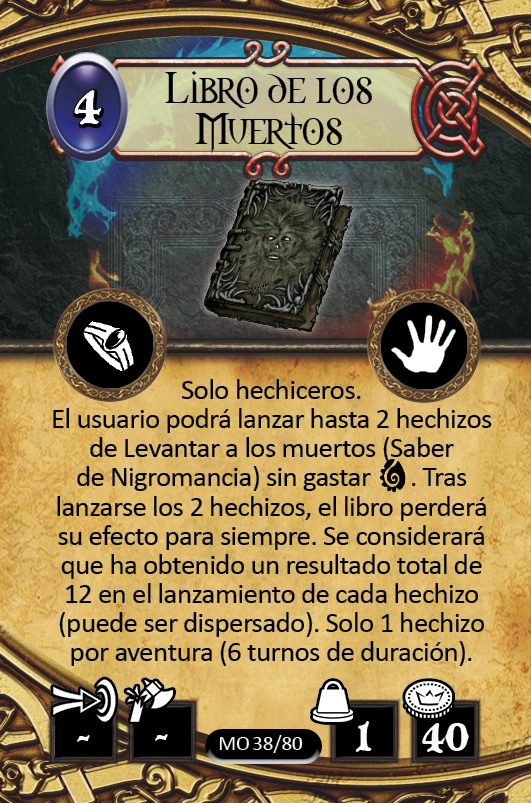 4
Libro de los
Muertos
Solo hechiceros.
El usuario podrá lanzar hasta 2 hechizos
de Levantar a los muertos (Saber
de Nigromancia) sin gastar . Tras
lanzarse los 2 hechizos, el libro perderá
su efecto para siempre. Se considerará
que ha obtenido un resultado total de
12 en el lanzamiento de cada hechizo
(puede ser dispersado). Solo 1 hechizo
por aventura (6 turnos de duración).
~ ~ MO 38/80 1 40